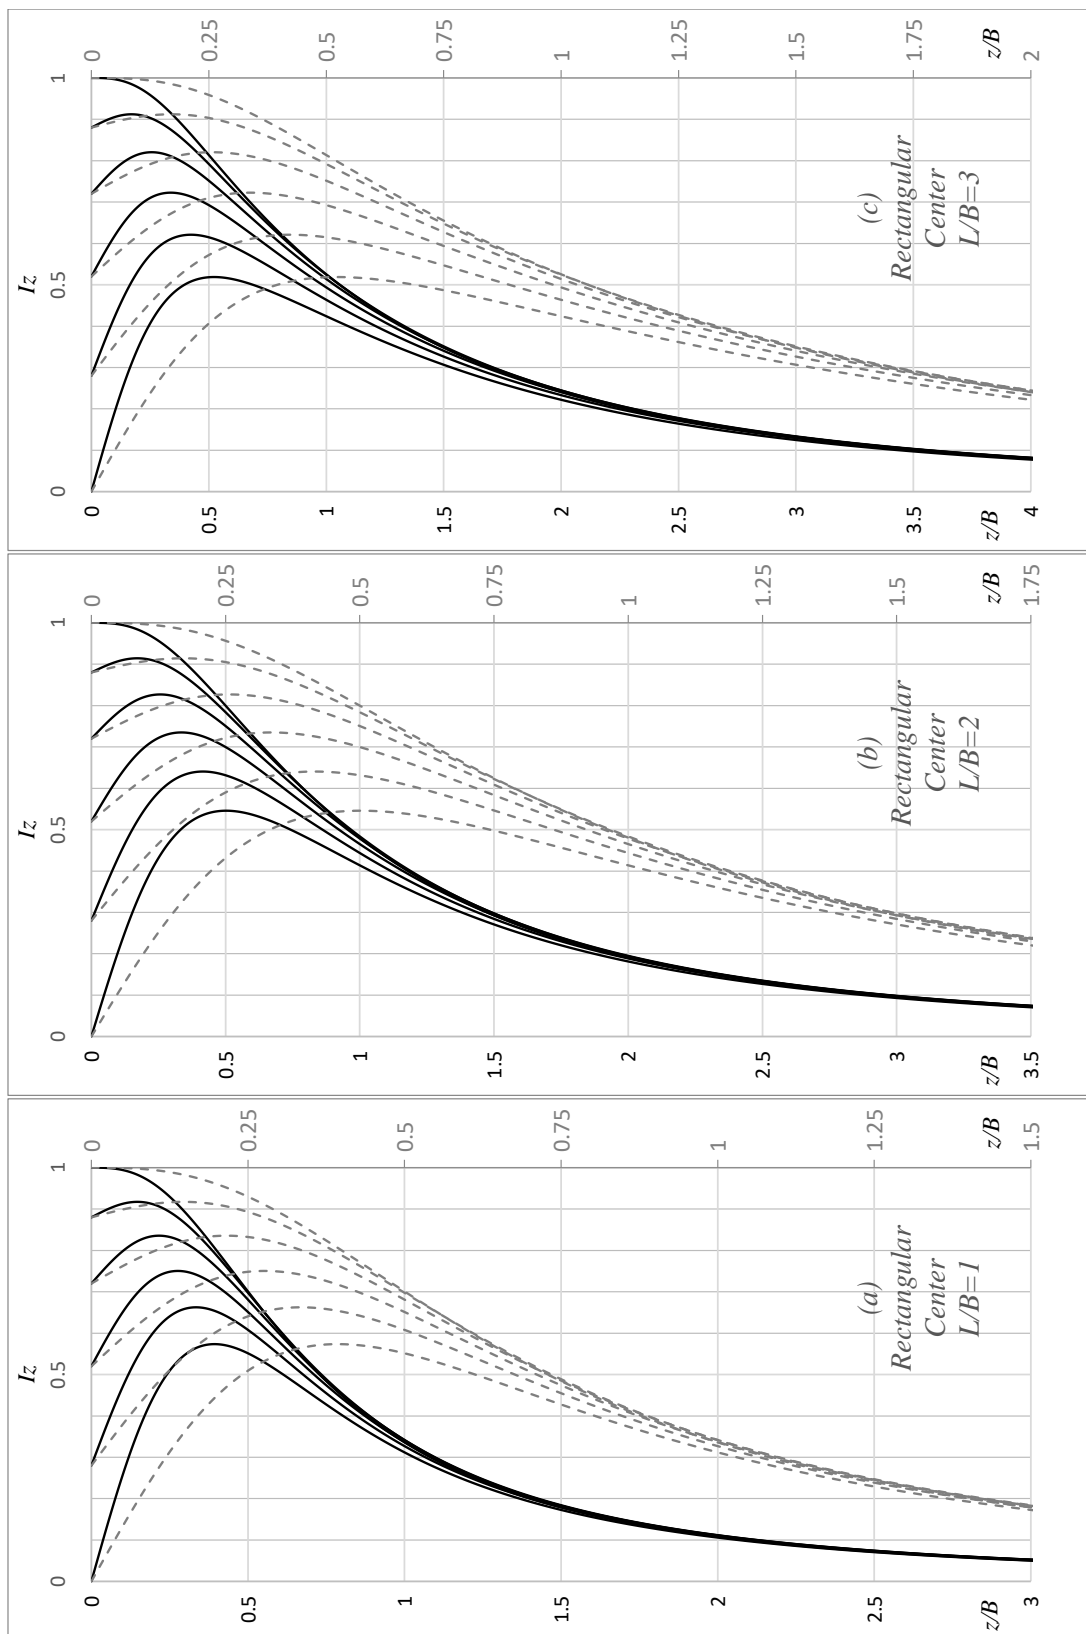 Iz
0 0.5 1
0 0
0.5 0.25
1 0.5
1.5 0.75
2 1
2.5 1.25
(a)
Rectangular
Center
L/B=1
z/B z/B
3 1.5
Iz
0 0.5 1
0 0
0.5 0.25
1 0.5
1.5 0.75
2 1
2.5 1.25
(b)
Rectangular
3 1.5
Center
L/B=2
z/B z/B
3.5 1.75
Iz
0 0.5 1
0 0
0.5 0.25
1 0.5
1.5 0.75
2 1
2.5 1.25
3 1.5
(c)
Rectangular
3.5 1.75
Center
L/B=3
z/B z/B
4 2